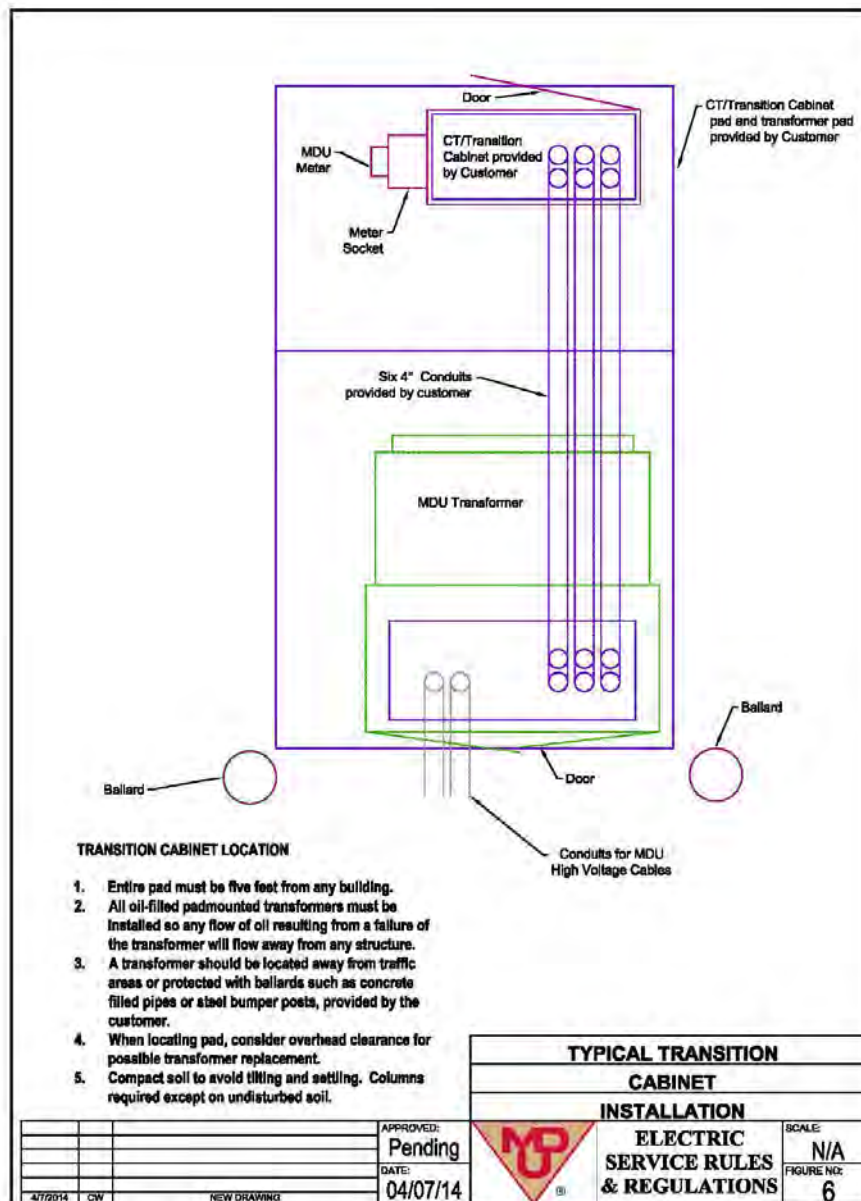 Door
CT/Transition Cabinet
pad and transformer pad
provided by Customer
CT/Transition
Cabinet provided
by Customer
MDU
Meter
Meter
Socket
Six 4" Conduits
provided by customer
MDU Transformer
Ballard
Ballard
Door
Conduits for MDU
High Voltage Cables
TRANSITION CABINET LOCATION
1. Entire pad must be five feet from any building.
2. All oil-filled padmounted transformers must be
installed so any flow of oil resulting from a failure of
the transformer will flow away from any structure.
3. A transformer should be located away from traffic
areas or protected with ballards such as concrete
filled pipes or steel bumper posts, provided by the
customer.
4. When locating pad, consider overhead clearance for
possible transformer replacement.
5. Compact soil to avoid tilting and settling. Columns
required except on undisturbed soil.
TYPICAL TRANSITION
CABINET
INSTALLATION
APPROVED:
Pending
DATE:
04/07/14
MDU
®
ELECTRIC
SERVICE RULES
& REGULATIONS
SCALE:
N/A
FIGURE NO:
6
4/7/2014 CW NEW DRAWING